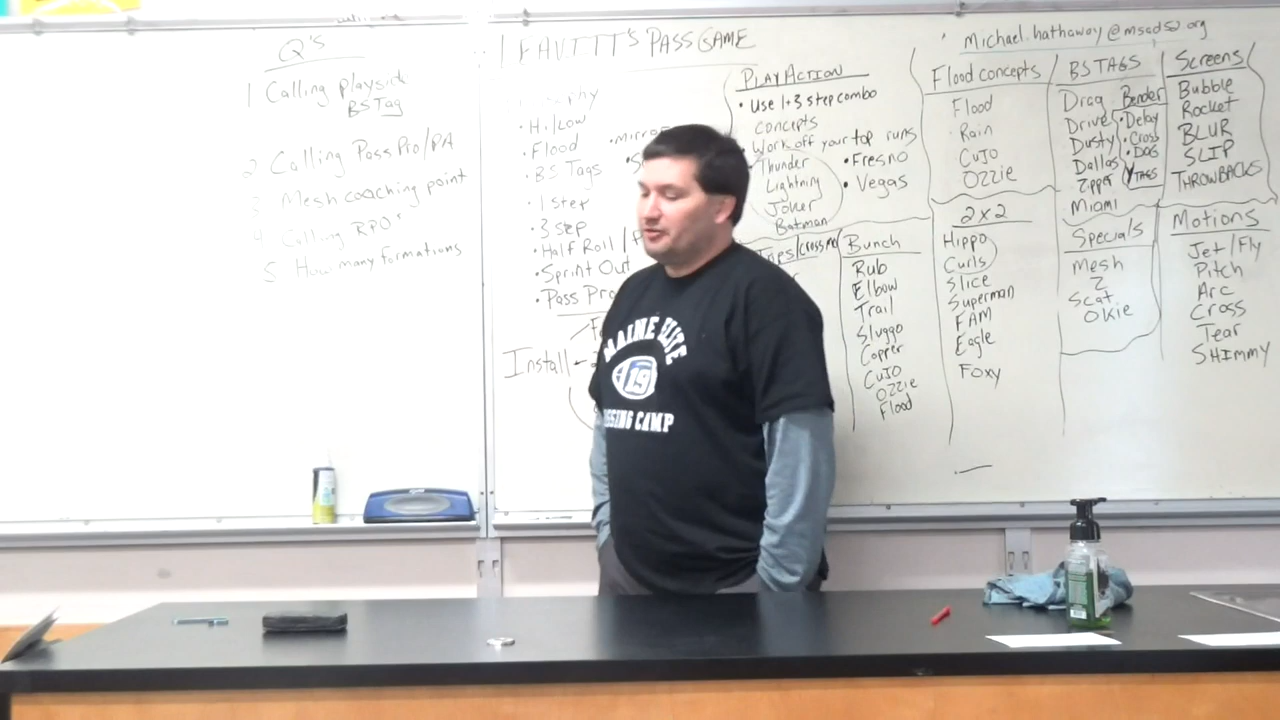 Q'S
1 Calling playside
BS Tag
2 Calling Pass Pro/PA
3 Mesh coaching point
4 Calling RPO's
5 How many formations
LEAVITT'S PASS GAME
• Hi/Low
• Flood
• BS Tags
• 1 step
• 3 step
• Half Roll /
• Sprint Out
• Pass Pro
Install
PLAY ACTION
• Use 1+3 step combo
concepts
• Work off your top runs
Thunder
Lightning
Joker
Batman
• Fresno
• Vegas
Bunch
Rub
Elbow
Trail
Sluggo
Copper
CUJO
OZZIE
Flood
Michael.hathaway@msad52.org
Flood concepts
Flood
Rain
CUJO
OZZIE
2x2
Hippo
Curls
Slice
Superman
FAM
Eagle
Foxy
BS TAGS
Drag
Drive
Dusty
Dallas
Zipper
Miami
Bender
• Delay
• Cross
• DAG
Y TAGS
Specials
Mesh
Z
Scat
Okie
Screens
Bubble
Rocket
BLUR
SLIP
THROWBACKS
Motions
Jet/Fly
Pitch
Arc
Cross
Tear
SHIMMY
MAINE ELITE
19
PASSING CAMP